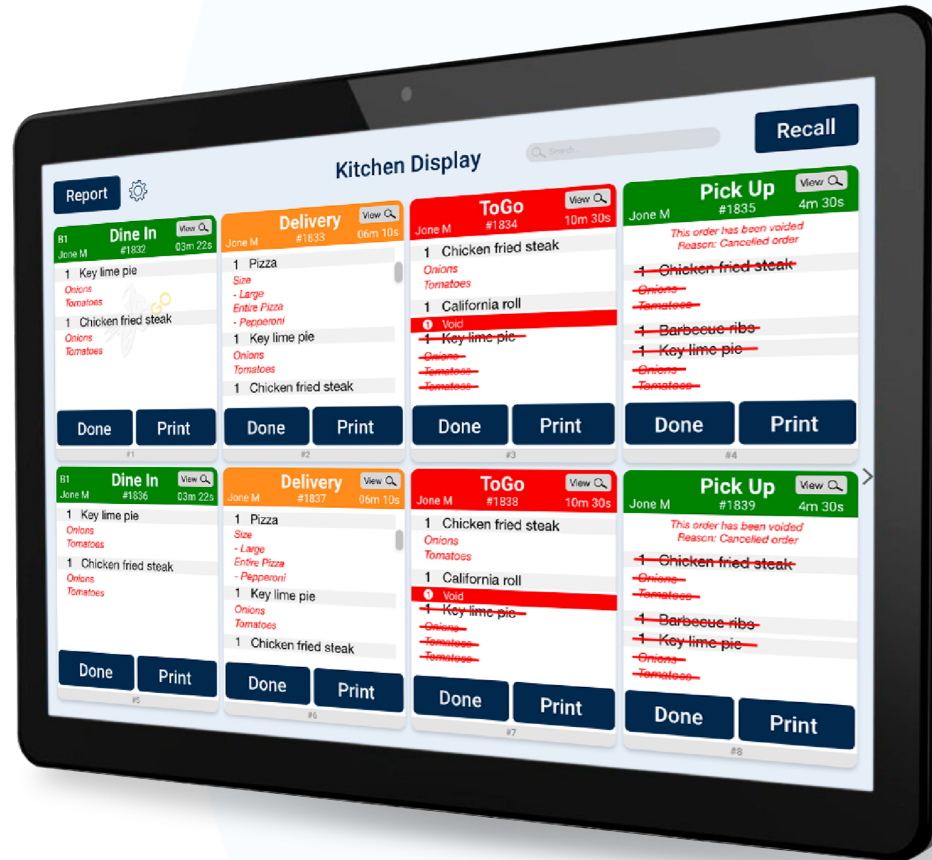 Kitchen Display
Recall
Report
Search...
B1
Dine In
View
Jone M
#1832
03m 22s
1 Key lime pie
Onions
Tomatoes
1 Chicken fried steak
Onions
Tomatoes
Done
Print
#1
Delivery
View
Jone M
#1833
06m 10s
1 Pizza
Size
- Large
Entire Pizza
- Pepperoni
1 Key lime pie
Onions
Tomatoes
1 Chicken fried steak
Done
Print
#2
ToGo
View
Jone M
#1834
10m 30s
1 Chicken fried steak
Onions
Tomatoes
1 California roll
1 Void
1 Key lime pie
Onions
Tomatoes
Tomatoes
Done
Print
#3
Pick Up
View
Jone M
#1835
4m 30s
This order has been voided
Reason: Cancelled order
1 Chicken fried steak
Onions
Tomatoes
1 Barbecue ribs
1 Key lime pie
Onions
Tomatoes
Done
Print
#4
B1
Dine In
View
Jone M
#1836
03m 22s
1 Key lime pie
Onions
Tomatoes
1 Chicken fried steak
Onions
Tomatoes
Done
Print
#5
Delivery
View
Jone M
#1837
06m 10s
1 Pizza
Size
- Large
Entire Pizza
- Pepperoni
1 Key lime pie
Onions
Tomatoes
1 Chicken fried steak
Done
Print
#6
ToGo
View
Jone M
#1838
10m 30s
1 Chicken fried steak
Onions
Tomatoes
1 California roll
1 Void
1 Key lime pie
Onions
Tomatoes
Tomatoes
Done
Print
#7
Pick Up
View
Jone M
#1839
4m 30s
This order has been voided
Reason: Cancelled order
1 Chicken fried steak
Onions
Tomatoes
1 Barbecue ribs
1 Key lime pie
Onions
Tomatoes
Done
Print
#8